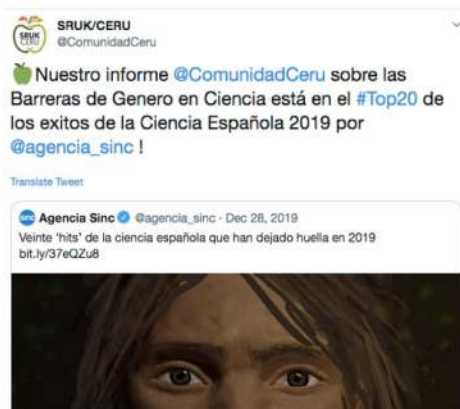 SRUK/CERU
@ComunidadCeru
Nuestro informe @ComunidadCeru sobre las
Barreras de Genero en Ciencia está en el #Top20 de
los exitos de la Ciencia Española 2019 por
@agencia_sinc !
Translate Tweet
Agencia Sinc @agencia_sinc · Dec 28, 2019
Veinte 'hits' de la ciencia española que han dejado huella en 2019
bit.ly/37eQZu8